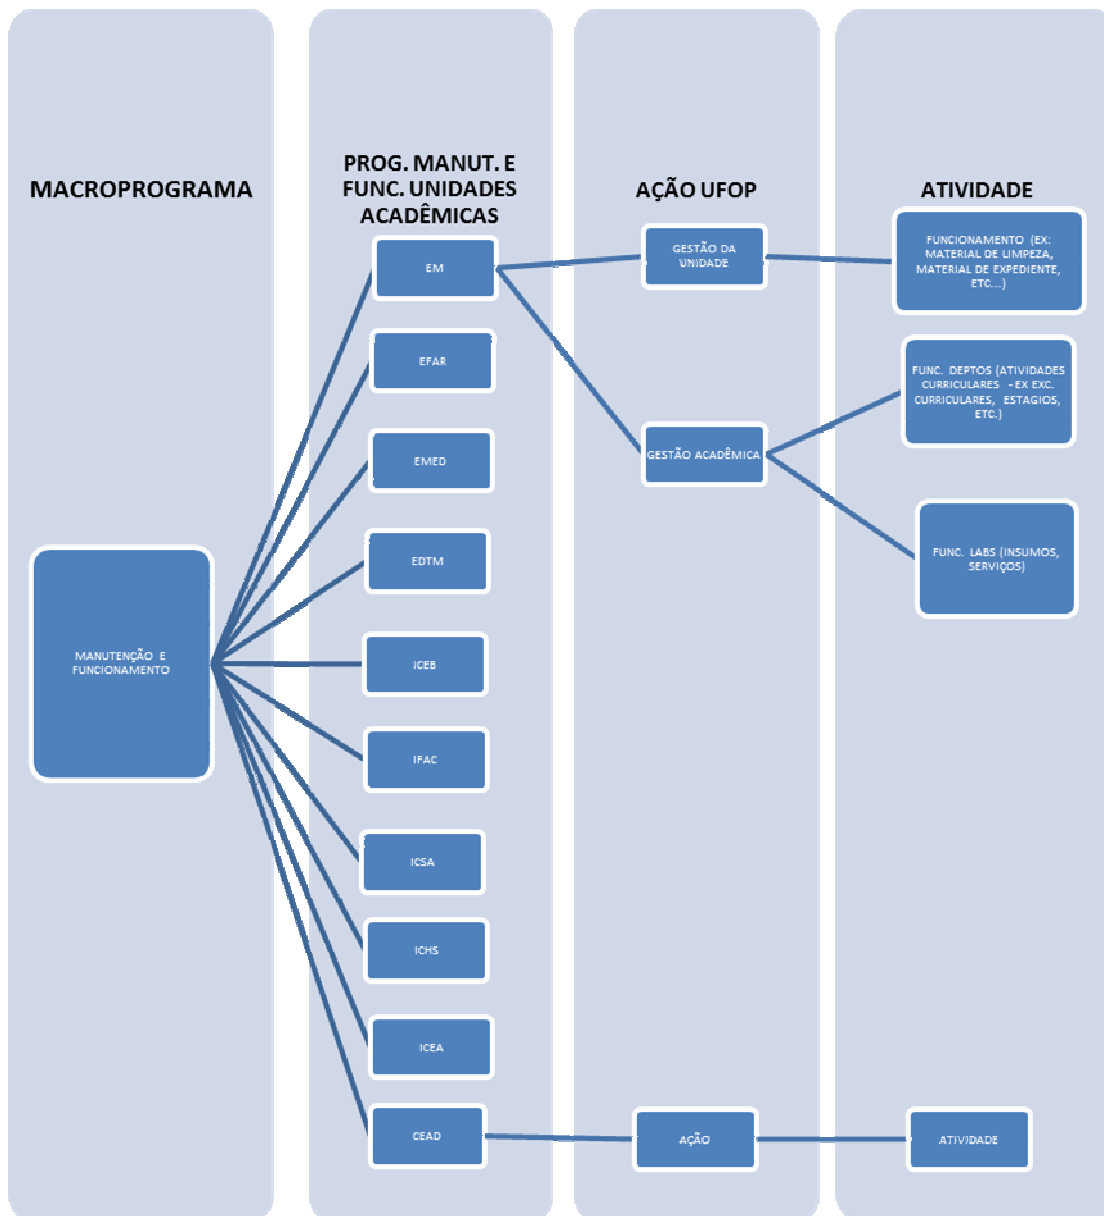 MACROPROGRAMA
PROG. MANUT. E
FUNC. UNIDADES
ACADÊMICAS
AÇÃO UFOP
ATIVIDADE
MANUTENÇÃO E
FUNCIONAMENTO
EM
EFAR
EMED
EDTM
ICEB
IFAC
ICSA
ICHS
ICEA
CEAD
GESTÃO DA
UNIDADE
GESTÃO ACADÊMICA
AÇÃO
FUNCIONAMENTO (EX:
MATERIAL DE LIMPEZA,
MATERIAL DE EXPEDIENTE,
ETC...)
FUNC. DEPTOS (ATIVIDADES
CURRICULARES - EX EXC.
CURRICULARES, ESTAGIOS,
ETC.)
FUNC. LABS (INSUMOS,
SERVIÇOS)
ATIVIDADE